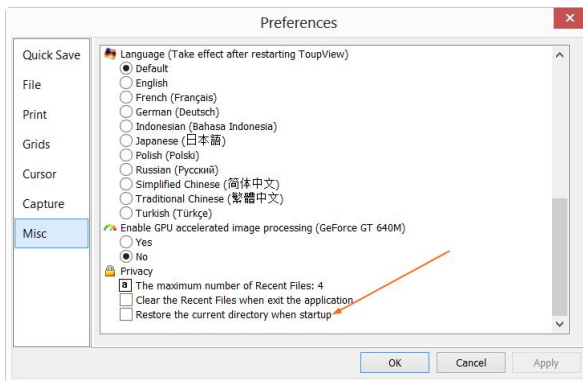 Preferences
Quick Save
File
Print
Grids
Cursor
Capture
Misc
Language (Take effect after restarting ToupView)
Default
English
French (Français)
German (Deutsch)
Indonesian (Bahasa Indonesia)
Japanese (日本語)
Polish (Polski)
Russian (Русский)
Simplified Chinese (简体中文)
Traditional Chinese (繁體中文)
Turkish (Türkçe)
Enable GPU accelerated image processing (GeForce GT 640M)
Yes
No
Privacy
a The maximum number of Recent Files: 4
Clear the Recent Files when exit the application
Restore the current directory when startup
OK Cancel Apply